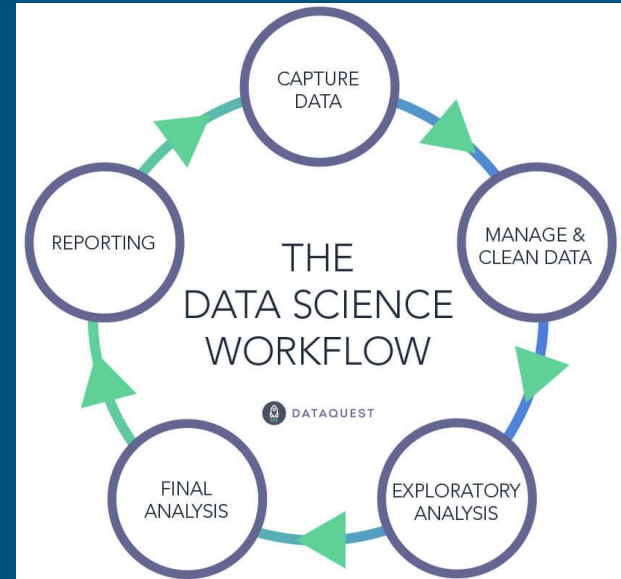 CAPTURE
DATA
MANAGE &
CLEAN DATA
EXPLORATORY
ANALYSIS
FINAL
ANALYSIS
REPORTING
THE
DATA SCIENCE
WORKFLOW
DATAQUEST